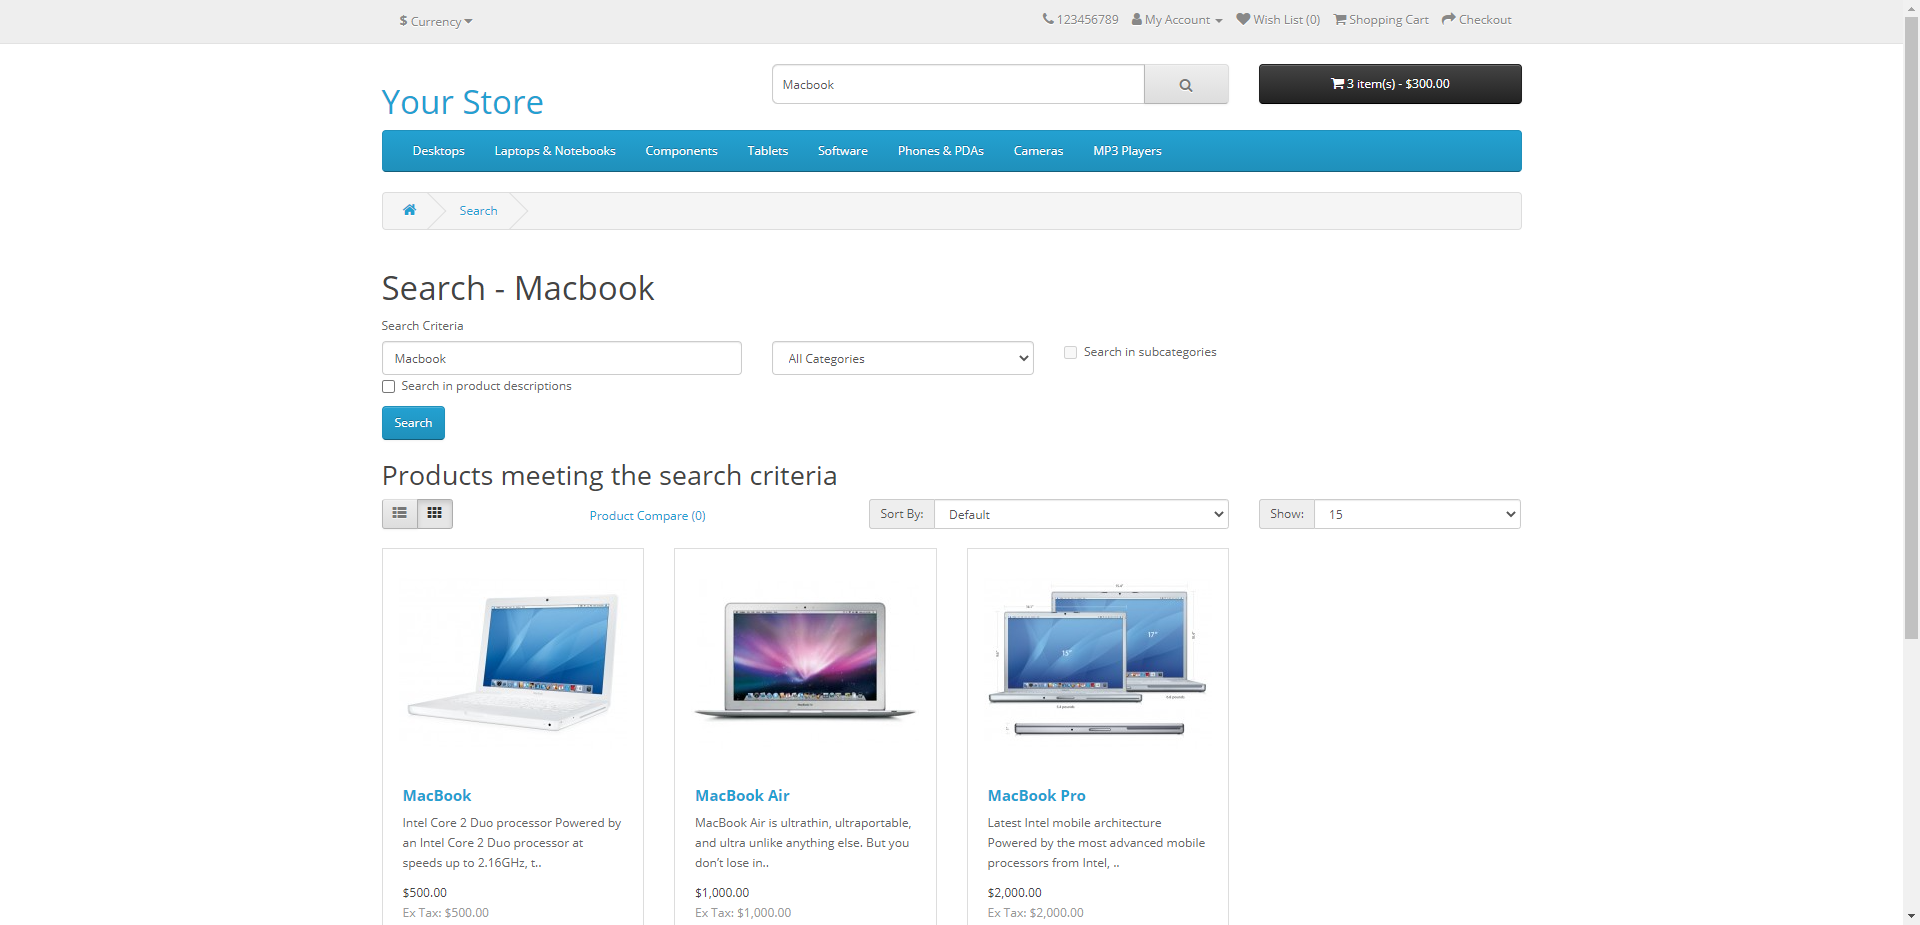 $ Currency
123456789 My Account Wish List (0) Shopping Cart Checkout
Your Store
Macbook
3 item(s) - $300.00
Desktops Laptops & Notebooks Components Tablets Software Phones & PDAs Cameras MP3 Players
Search
Search - Macbook
Search Criteria
Macbook
All Categories
Search in subcategories
Search in product descriptions
Search
Products meeting the search criteria
Product Compare (0)
Sort By: Default
Show: 15
15"
17"
MacBook
Intel Core 2 Duo processor Powered by
an Intel Core 2 Duo processor at
speeds up to 2.16GHz, t..
$500.00
Ex Tax: $500.00
MacBook Air
MacBook Air is ultrathin, ultraportable,
and ultra unlike anything else. But you
don’t lose in..
$1,000.00
Ex Tax: $1,000.00
MacBook Pro
Latest Intel mobile architecture
Powered by the most advanced mobile
processors from Intel, ..
$2,000.00
Ex Tax: $2,000.00